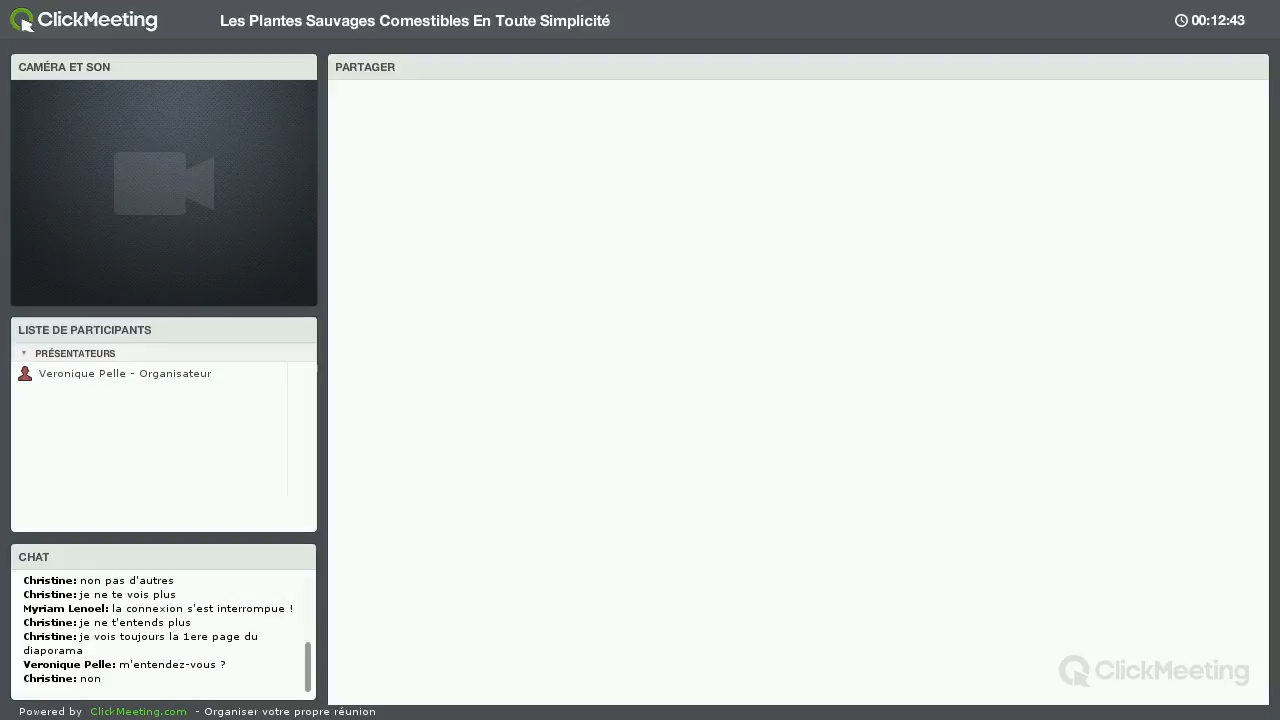 ClickMeeting
Les Plantes Sauvages Comestibles En Toute Simplicité
00:12:43
CAMÉRA ET SON
PARTAGER
LISTE DE PARTICIPANTS
PRÉSENTATEURS
Veronique Pelle - Organisateur
CHAT
Christine: non pas d'autres
Christine: je ne te vois plus
Myriam Lenoel: la connexion s'est interrompue !
Christine: je ne t'entends plus
Christine: je vois toujours la 1ere page du
diaporama
Veronique Pelle: m'entendez-vous ?
Christine: non
ClickMeeting
Powered by ClickMeeting.com - Organiser votre propre réunion